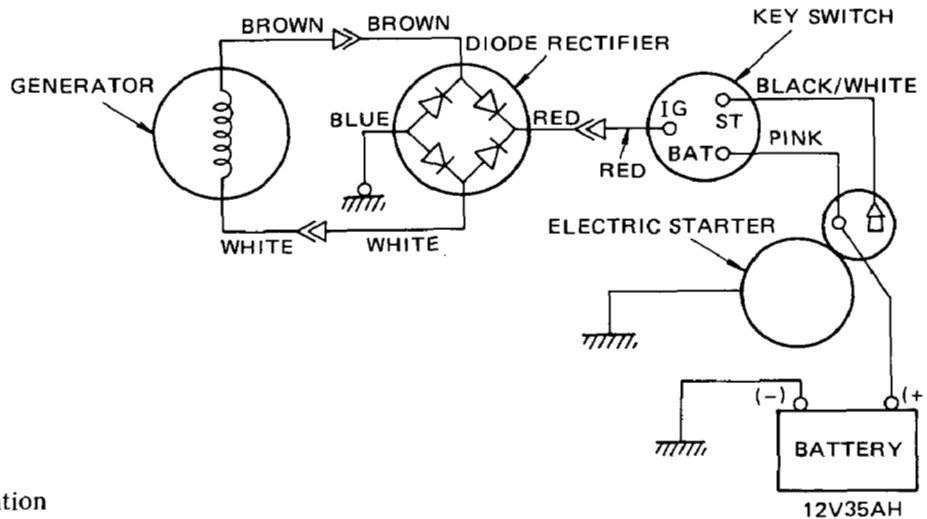 KEY SWITCH
BROWN
BROWN
DIODE RECTIFIER
GENERATOR
BLACK/WHITE
IG
ST
BLUE
RED
BAT
PINK
RED
ELECTRIC STARTER
WHITE
WHITE
(-)
(+
BATTERY
12V35AH